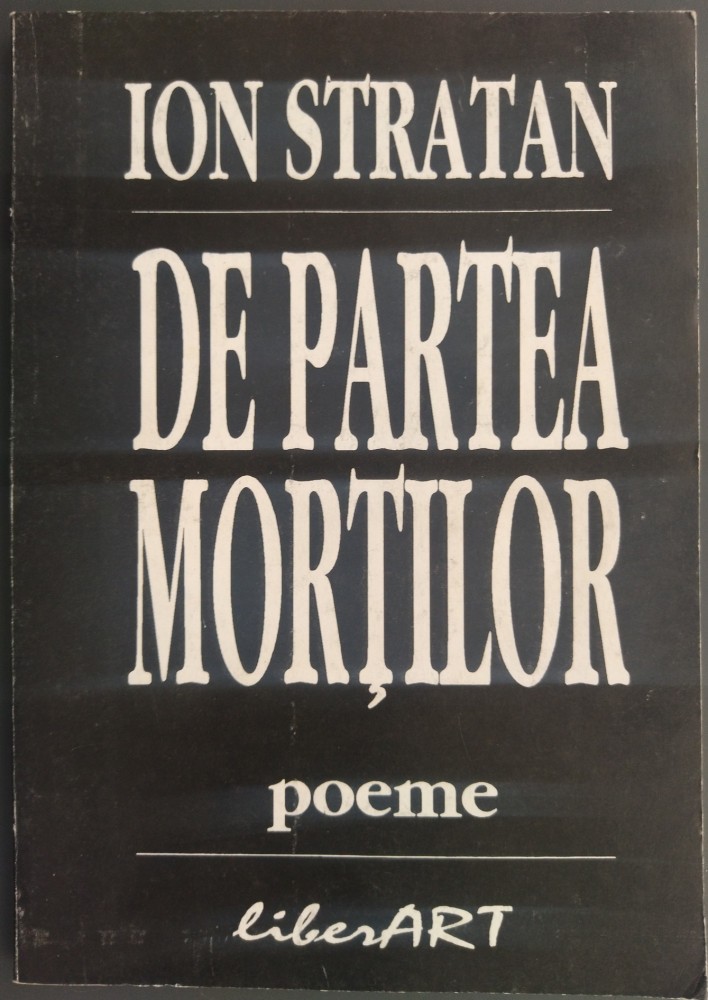 ION STRATAN
DE PARTEA
MORȚILOR
poeme
liberART